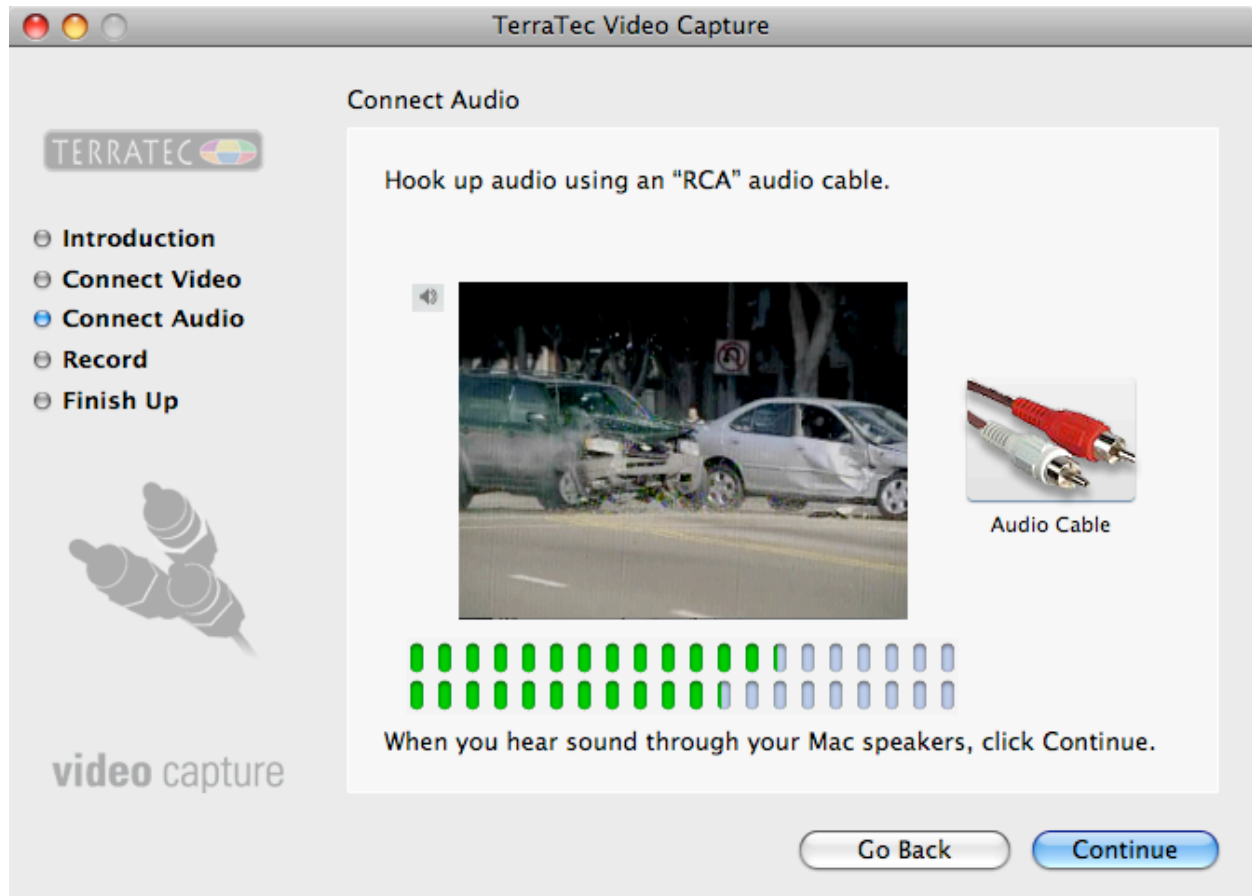 TerraTec Video Capture
Connect Audio
TERRATEC
Hook up audio using an “RCA” audio cable.
Introduction
Connect Video
Connect Audio
Record
Finish Up
Audio Cable
When you hear sound through your Mac speakers, click Continue.
video capture
Go Back
Continue